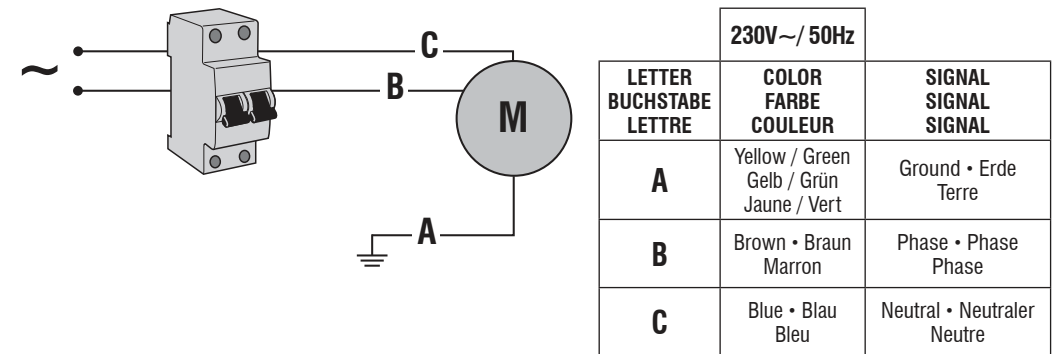 ~
C
B
M
A
230V~/ 50Hz
LETTER
BUCHSTABE
LETTRE
COLOR
FARBE
COULEUR
SIGNAL
SIGNAL
SIGNAL
A
Yellow / Green
Gelb / Grün
Jaune / Vert
Ground • Erde
Terre
B
Brown • Braun
Marron
Phase • Phase
Phase
C
Blue • Blau
Bleu
Neutral • Neutraler
Neutre